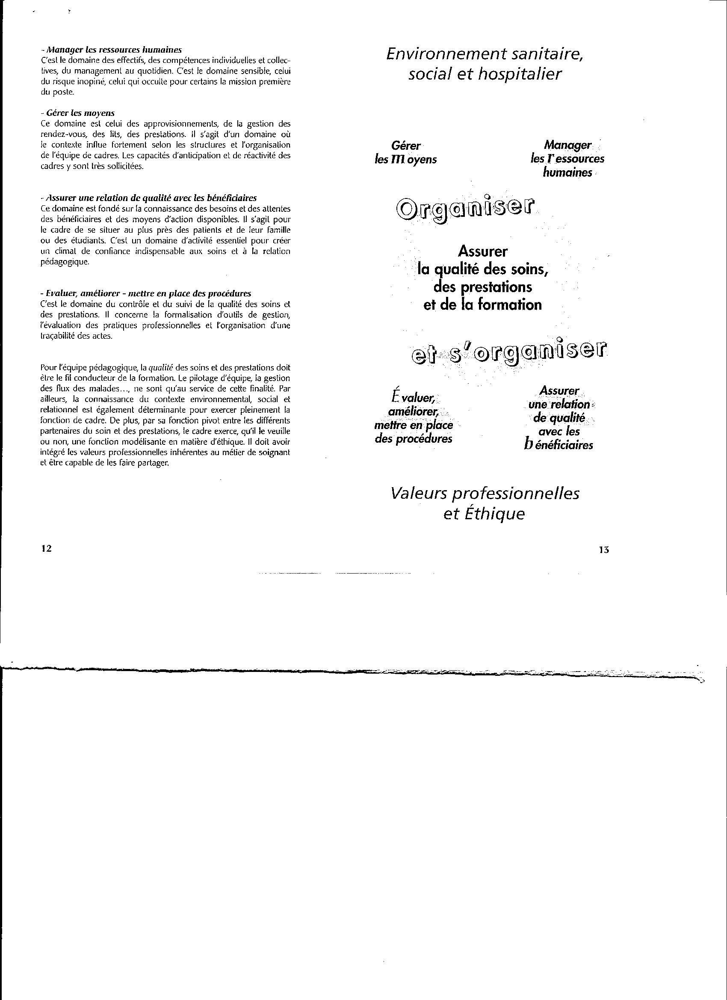 - Manager les ressources humaines
C'est le domaine des effectifs, des compétences individuelles et collec-
tives, du management au quotidien. C'est le domaine sensible, celui
du risque inopiné, celui qui occulte pour certains la mission première
du poste.
- Gérer les moyens
Ce domaine est celui des approvisionnements, de la gestion des
rendez-vous, des lits, des prestations. Il s'agit d'un domaine où
le contexte influe fortement selon les structures et l'organisation
de l'équipe de cadres. Les capacités d'anticipation et de réactivité des
cadres y sont très sollicitées.
- Assurer une relation de qualité avec les bénéficiaires
Ce domaine est fondé sur la connaissance des besoins et des attentes
des bénéficiaires et des moyens d'action disponibles. Il s'agit pour
le cadre de se situer au plus près des patients et de leur famille
ou des étudiants. C'est un domaine d'activité essentiel pour créer
un climat de confiance indispensable aux soins et à la relation
pédagogique.
- Evaluer, améliorer - mettre en place des procédures
C'est le domaine du contrôle et du suivi de la qualité des soins et
des prestations. Il concerne la formalisation d'outils de gestion,
l'évaluation des pratiques professionnelles et l'organisation d'une
traçabilité des actes.
Pour l'équipe pédagogique, la qualité des soins et des prestations doit
être le fil conducteur de la formation. Le pilotage d'équipe, la gestion
des flux des malades..., ne sont qu'au service de cette finalité. Par
ailleurs, la connaissance du contexte environnemental, social et
relationnel est également déterminante pour exercer pleinement la
fonction de cadre. De plus, par sa fonction pivot entre les différents
partenaires du soin et des prestations, le cadre exerce, qu'il le veuille
ou non, une fonction modélisante en matière d'éthique. Il doit avoir
intégré les valeurs professionnelles inhérentes au métier de soignant
et être capable de les faire partager.
12
Environnement sanitaire,
social et hospitalier
Gérer
les moyens
Manager
les ressources
humaines
Organiser
Assurer
la qualité des soins,
des prestations
et de la formation
et s'organiser
Évaluer,
améliorer,
mettre en place
des procédures
Assurer
une relation
de qualité
avec les
bénéficiaires
Valeurs professionnelles
et Éthique
13